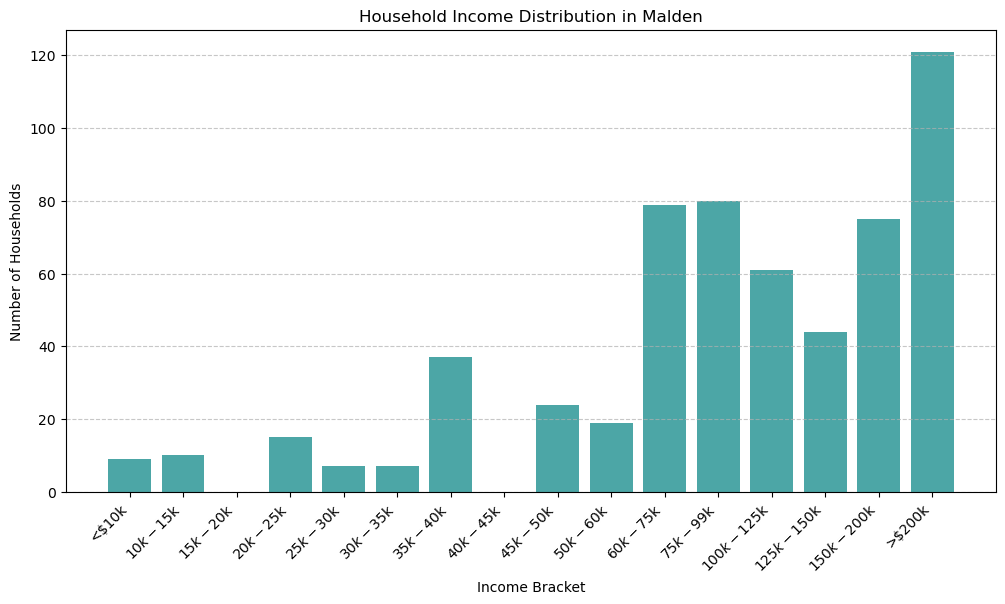 Household Income Distribution in Malden
Number of Households
120
100
80
60
40
20
0
<$10k
10k-15k
15k-20k
20k-25k
25k-30k
30k-35k
35k-40k
40k-45k
45k-50k
50k-60k
60k-75k
75k-99k
100k-125k
125k-150k
150k-200k
>$200k
Income Bracket